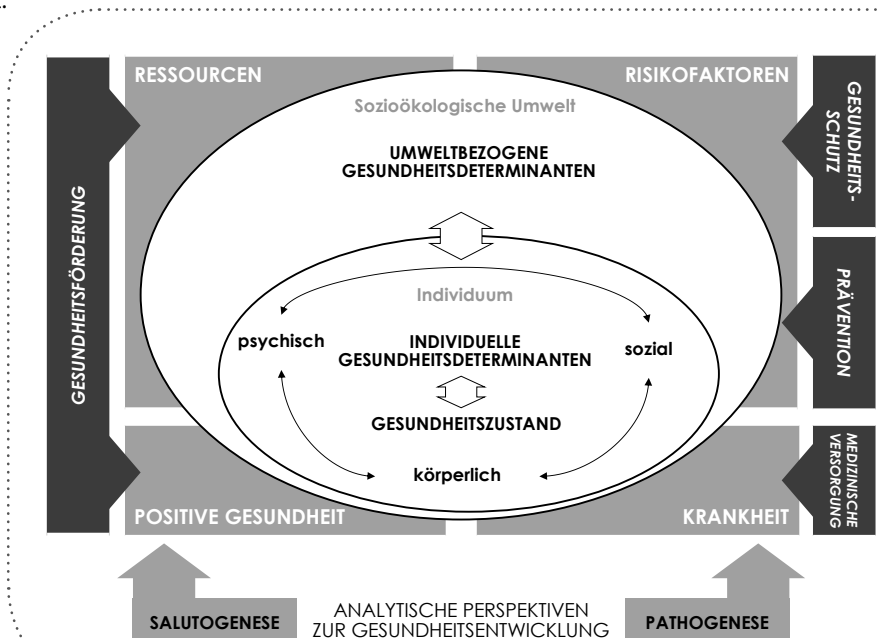 RESSOURCEN
RISIKOFAKTOREN
Sozioökologische Umwelt
UMWELTBEZOGENE
GESUNDHEITSDETERMINANTEN
Individuum
psychisch
INDIVIDUELLE
GESUNDHEITSDETERMINANTEN
sozial
GESUNDHEITSZUSTAND
körperlich
POSITIVE GESUNDHEIT
KRANKHEIT
GESUNDHEITSFÖRDERUNG
GESUNDHEITS-
SCHUTZ
PRÄVENTION
MEDIZINISCHE
VERSORGUNG
SALUTOGENESE
ANALYTISCHE PERSPEKTIVEN
ZUR GESUNDHEITSENTWICKLUNG
PATHOGENESE